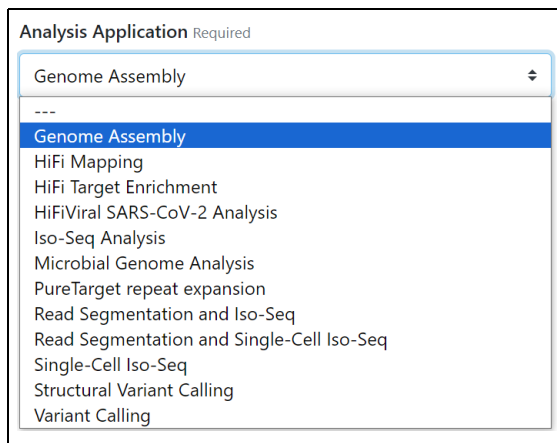 Analysis Application Required
Genome Assembly
---
Genome Assembly
HiFi Mapping
HiFi Target Enrichment
HiFiViral SARS-CoV-2 Analysis
Iso-Seq Analysis
Microbial Genome Analysis
PureTarget repeat expansion
Read Segmentation and Iso-Seq
Read Segmentation and Single-Cell Iso-Seq
Single-Cell Iso-Seq
Structural Variant Calling
Variant Calling